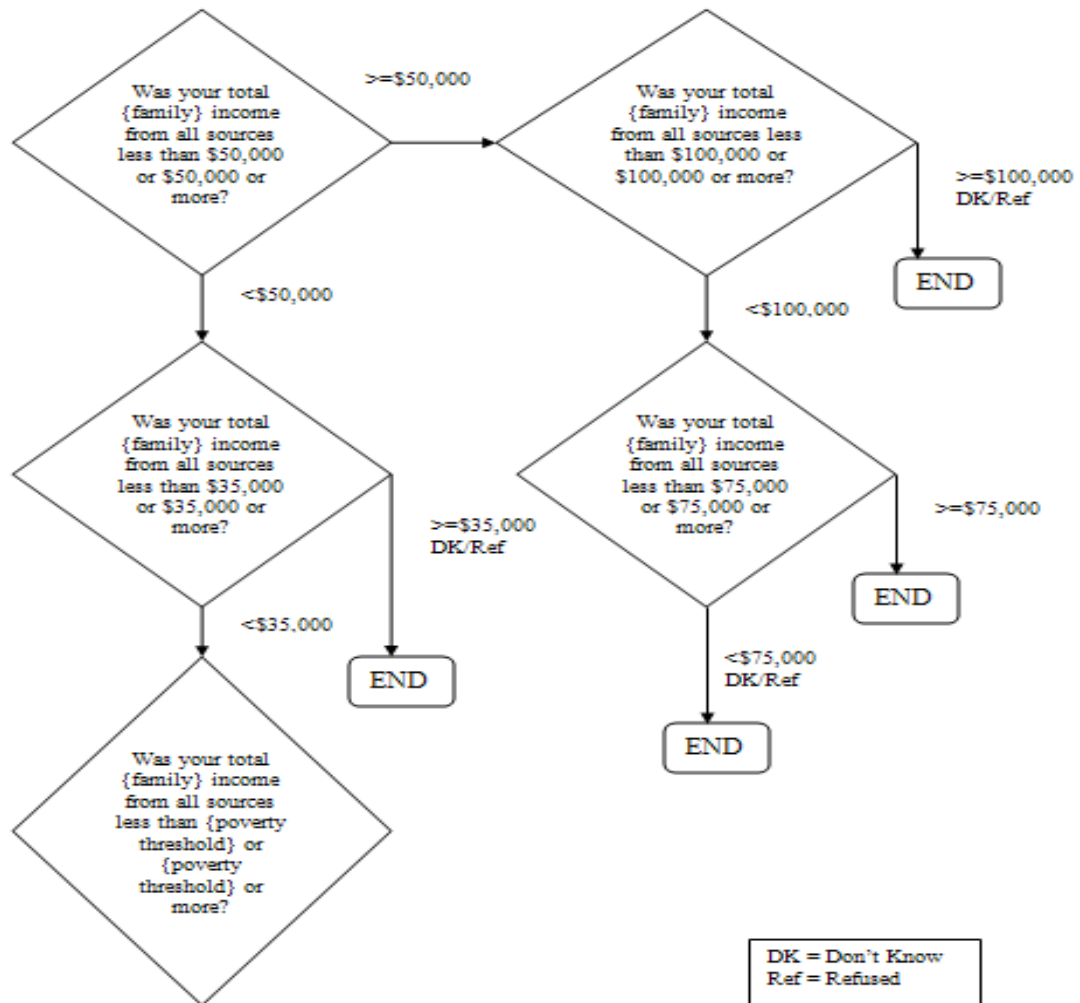 Was your total
{family} income
from all sources
less than $50,000
or $50,000 or
more?
>=$50,000
Was your total
{family} income
from all sources less
than $100,000 or
$100,000 or more?
>=$100,000
DK/Ref
END
<$50,000
<$100,000
Was your total
{family} income
from all sources
less than $35,000
or $35,000 or
more?
>=$35,000
DK/Ref
END
Was your total
{family} income
from all sources
less than $75,000
or $75,000 or
more?
>=$75,000
END
<$35,000
<$75,000
DK/Ref
END
Was your total
{family} income
from all sources
less than {poverty
threshold} or
{poverty
threshold} or
more?
DK = Don’t Know
Ref = Refused